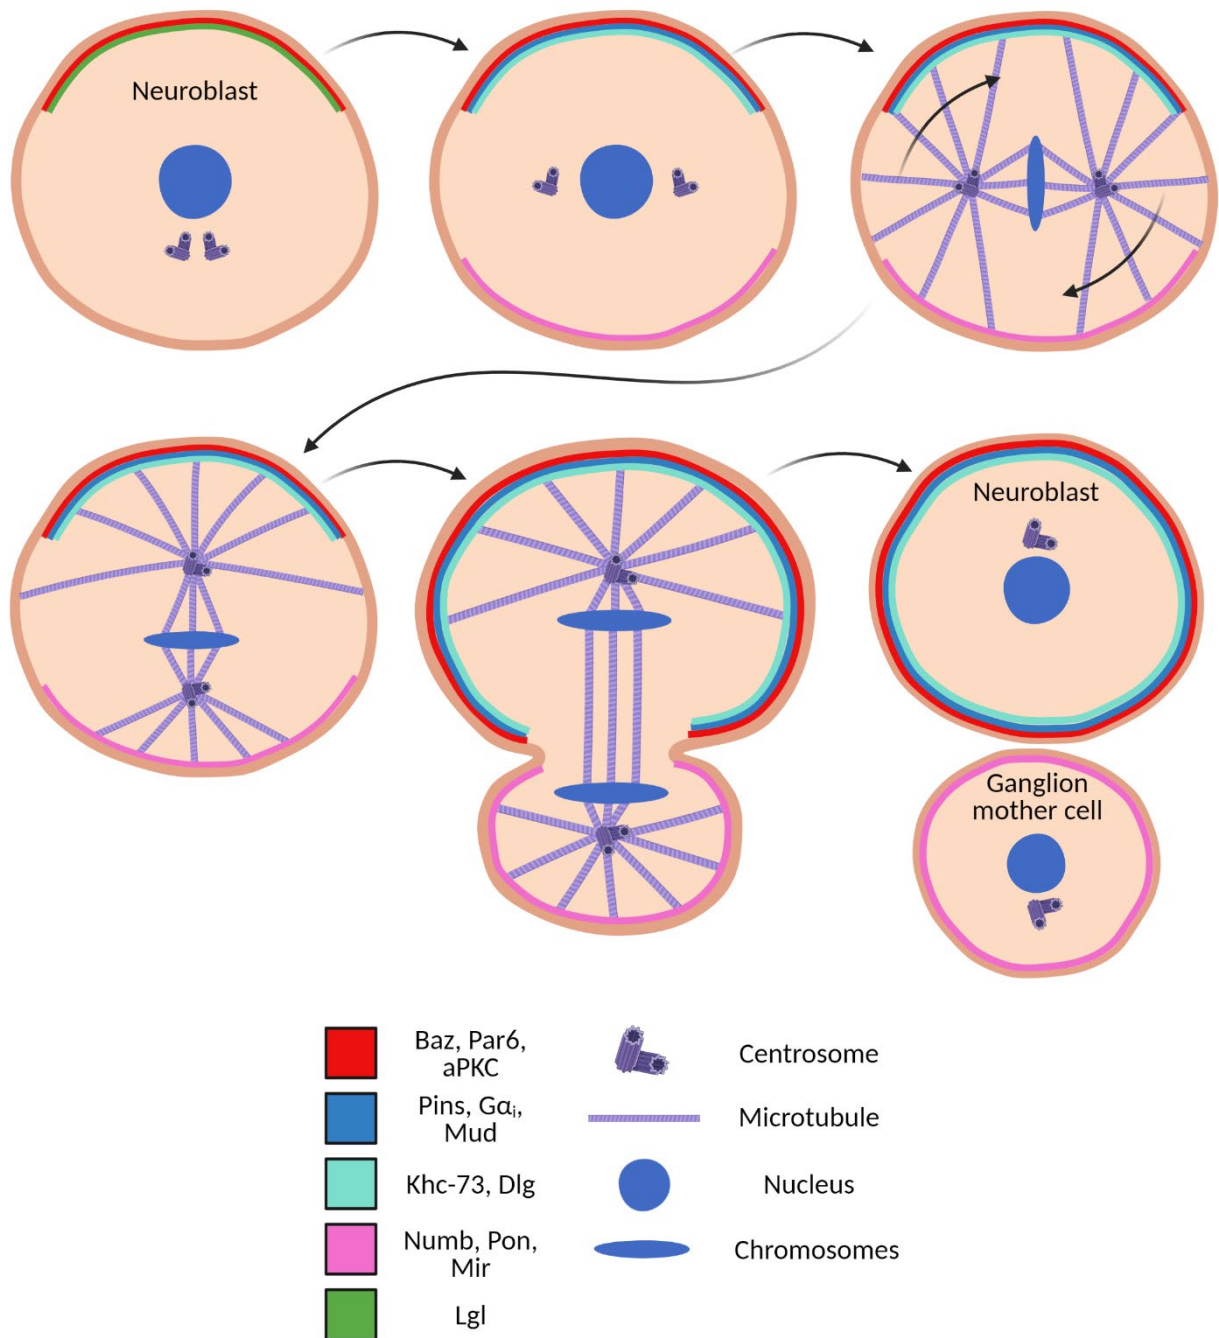 Neuroblast
Neuroblast
Ganglion
mother cell
Baz, Par6,
aPKC
Centrosome
Pins, Gαᵢ,
Mud
Microtubule
Khc-73, Dlg
Nucleus
Numb, Pon,
Mir
Chromosomes
Lgl